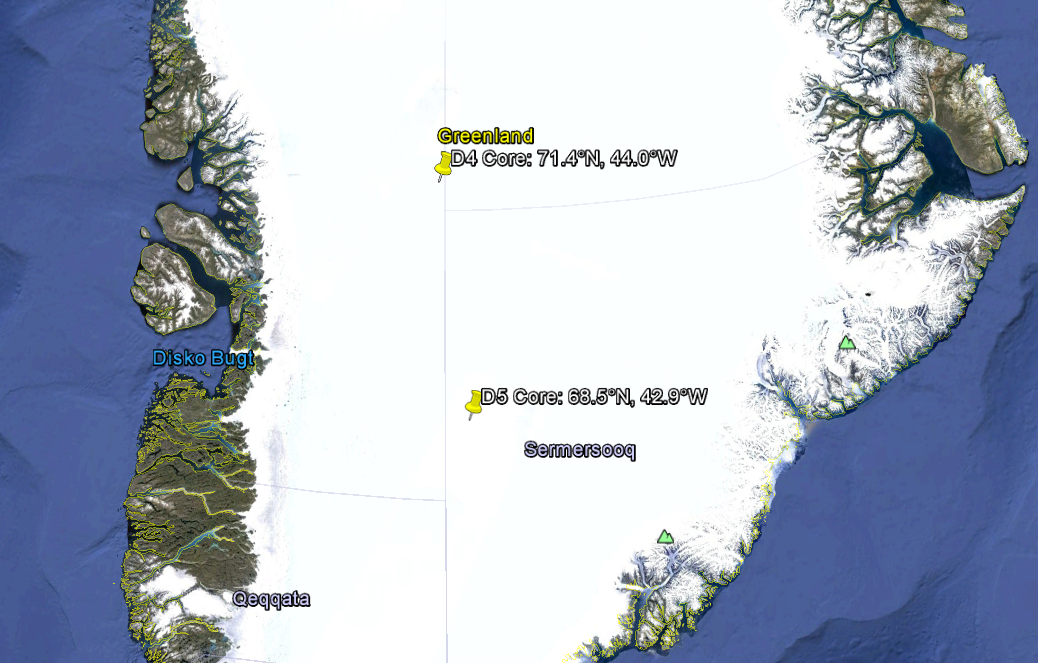 Greenland
D4 Core: 71.4°N, 44.0°W
Disko Bugt
D5 Core: 68.5°N, 42.9°W
Sermersooq
Qeqqata